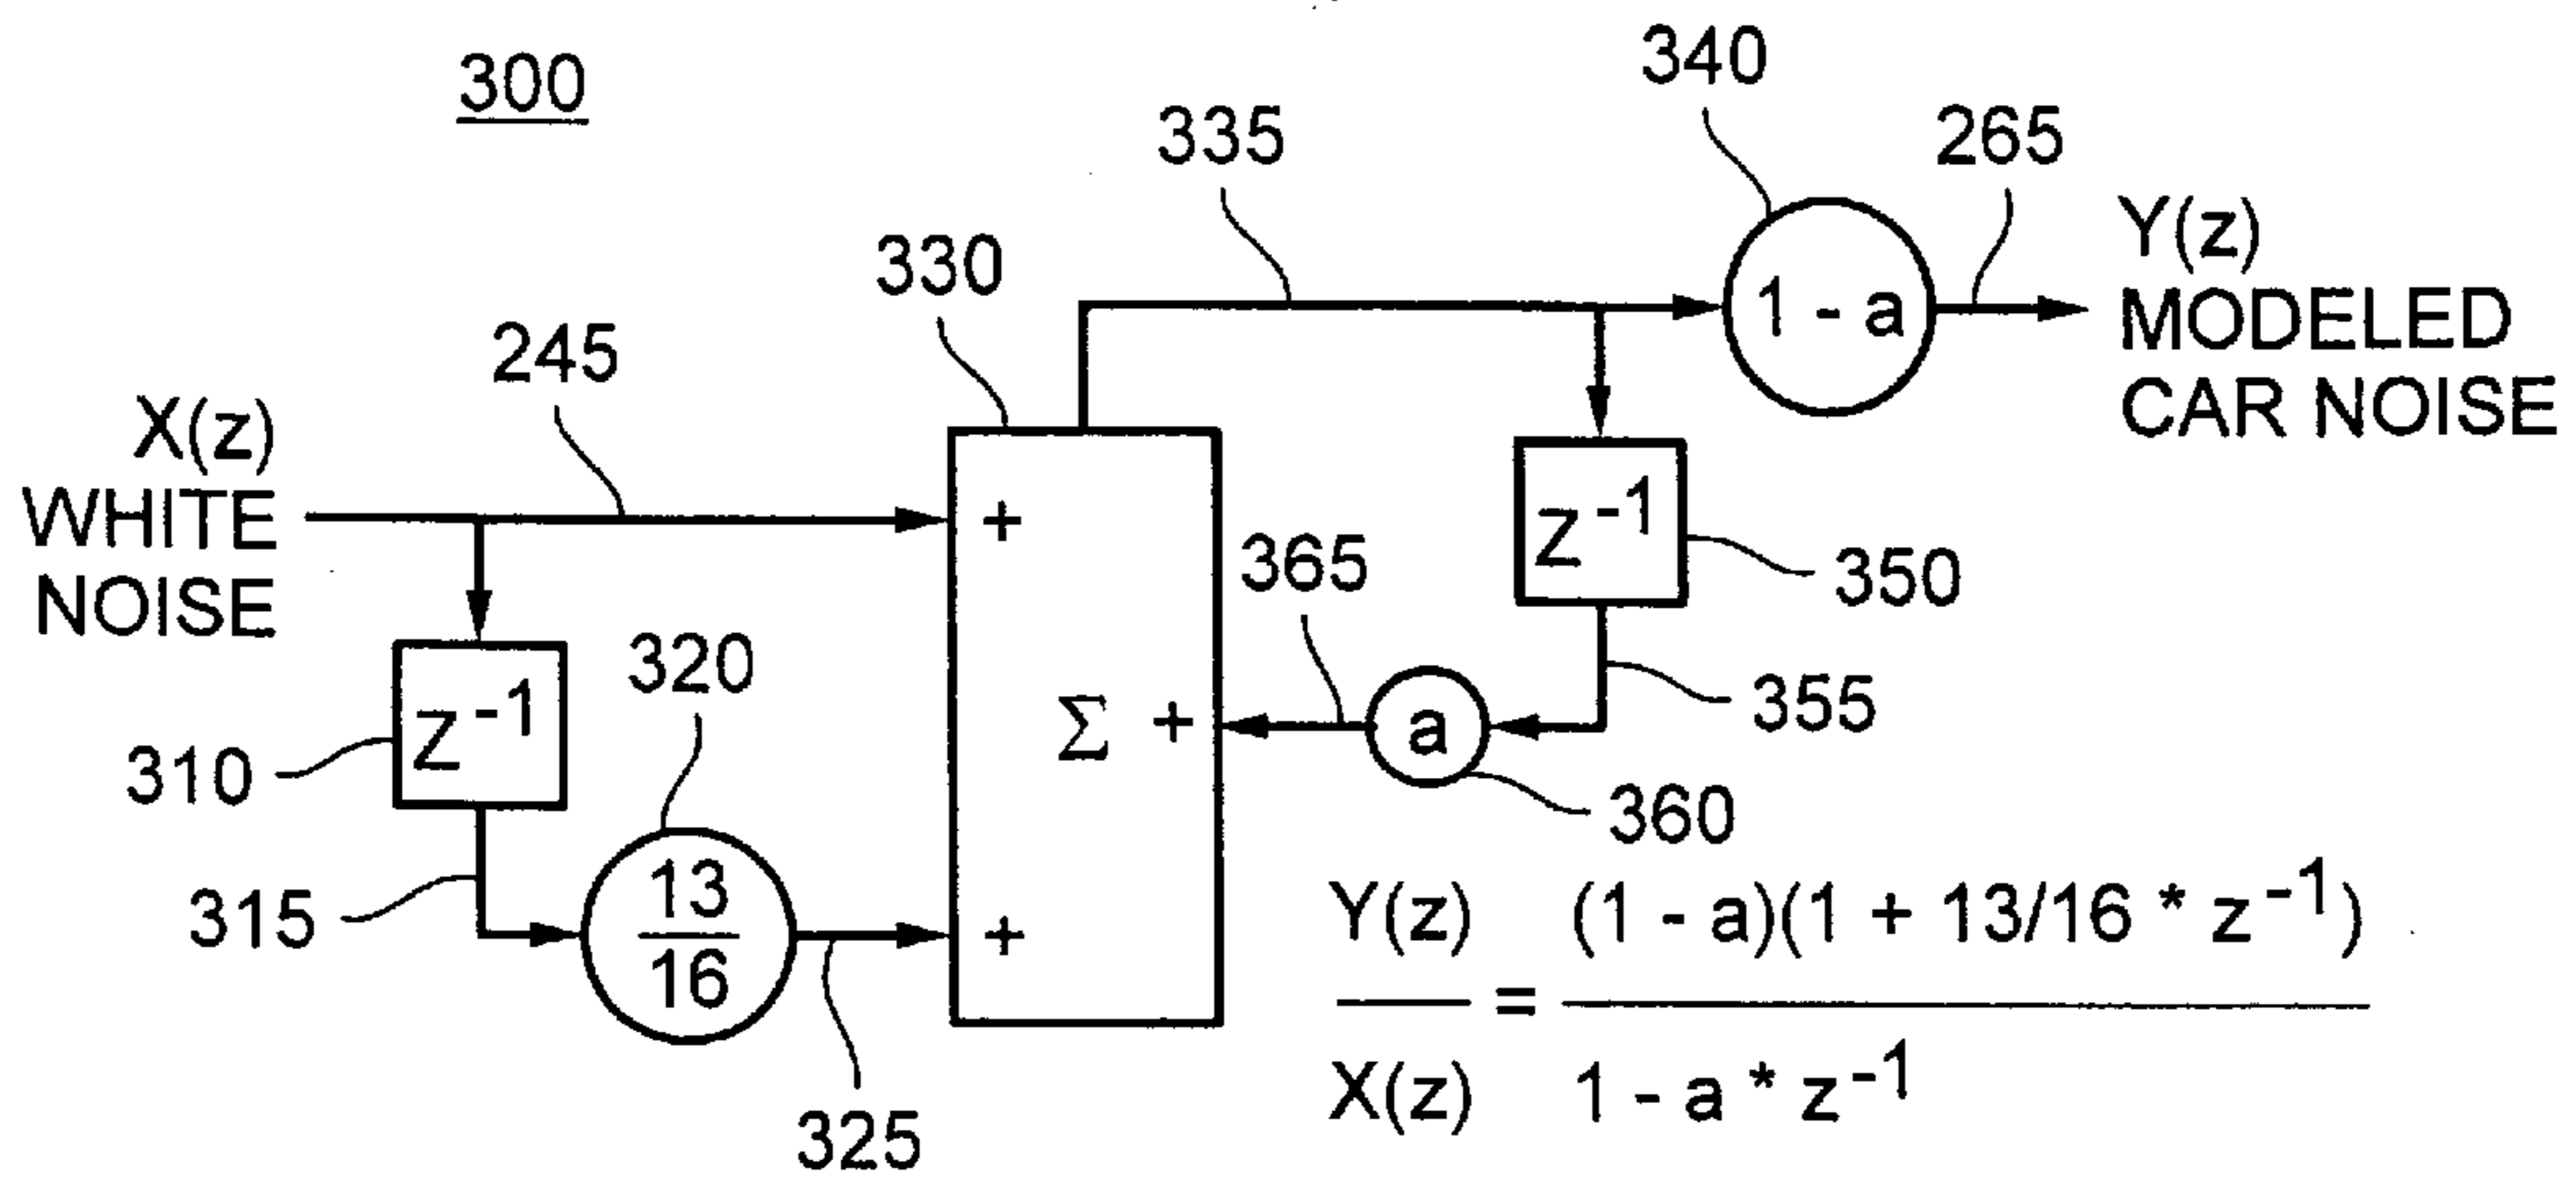 300
340
335
265
330
Y(z)
MODELED
CAR NOISE
1 - a
245
X(z)
WHITE
NOISE
+
z⁻¹
350
365
320
z⁻¹
310
Σ +
a
355
360
315
13
16
+
325
Y(z)
X(z)
=
(1 - a)(1 + 13/16 * z⁻¹)
1 - a * z⁻¹